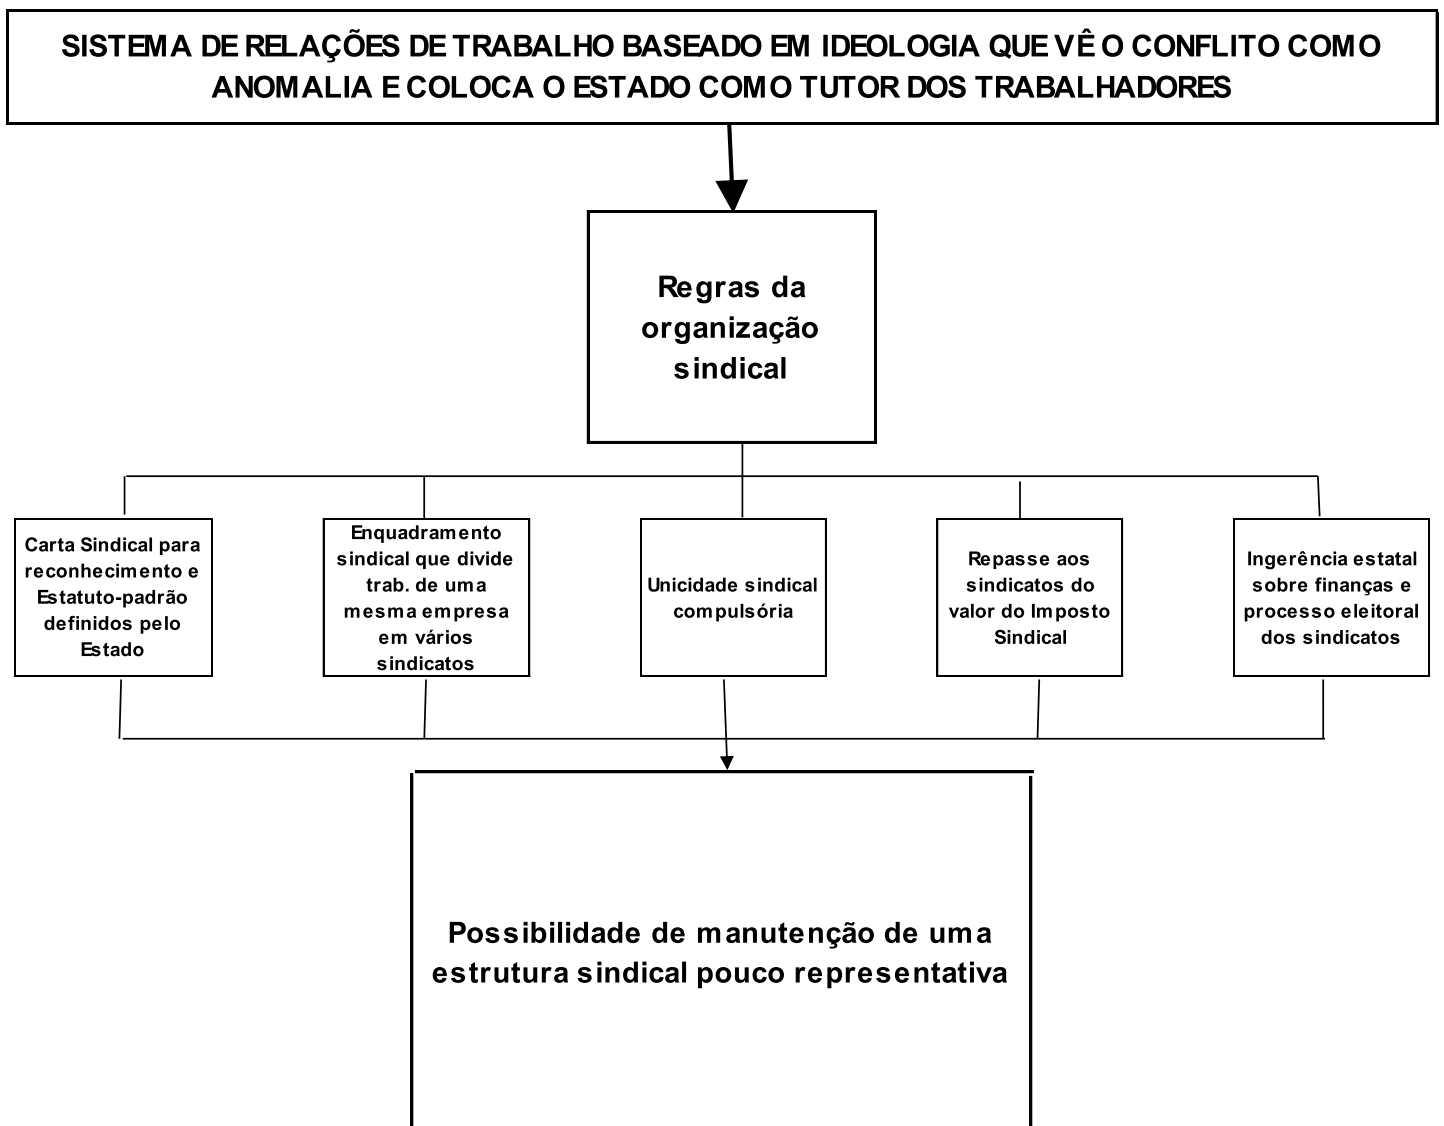 SISTEMA DE RELAÇÕES DE TRABALHO BASEADO EM IDEOLOGIA QUE VÊ O CONFLITO COMO
ANOMALIA E COLOCA O ESTADO COMO TUTOR DOS TRABALHADORES
Regras da
organização
sindical
Carta Sindical para
reconhecimento e
Estatuto-padrão
definidos pelo
Estado
Enquadramento
sindical que divide
trab. de uma
mesma empresa
em vários
sindicatos
Unicidade sindical
compulsória
Repasse aos
sindicatos do
valor do Imposto
Sindical
Ingerência estatal
sobre finanças e
processo eleitoral
dos sindicatos
Possibilidade de manutenção de uma
estrutura sindical pouco representativa